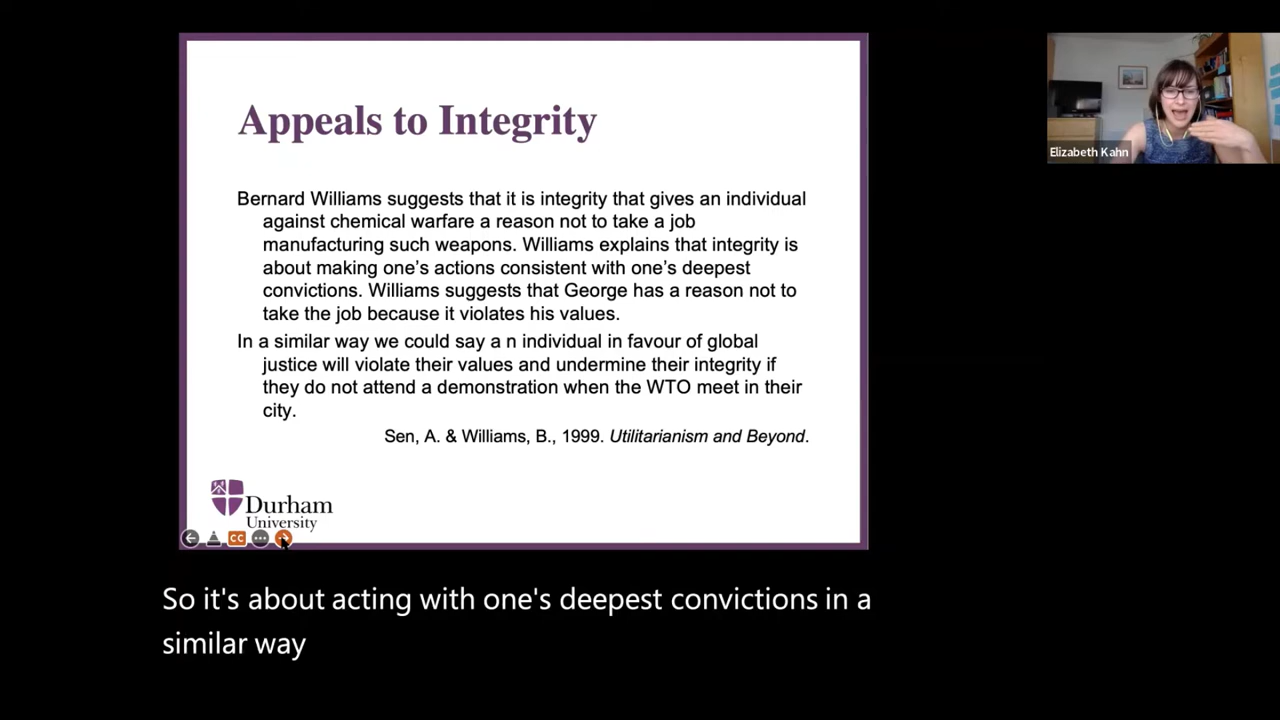 Appeals to Integrity
Bernard Williams suggests that it is integrity that gives an individual
against chemical warfare a reason not to take a job
manufacturing such weapons. Williams explains that integrity is
about making one's actions consistent with one's deepest
convictions. Williams suggests that George has a reason not to
take the job because it violates his values.
In a similar way we could say a n individual in favour of global
justice will violate their values and undermine their integrity if
they do not attend a demonstration when the WTO meet in their
city.
Sen, A. & Williams, B., 1999. Utilitarianism and Beyond.
Durham
University
CC
Elizabeth Kahn
So it's about acting with one's deepest convictions in a
similar way